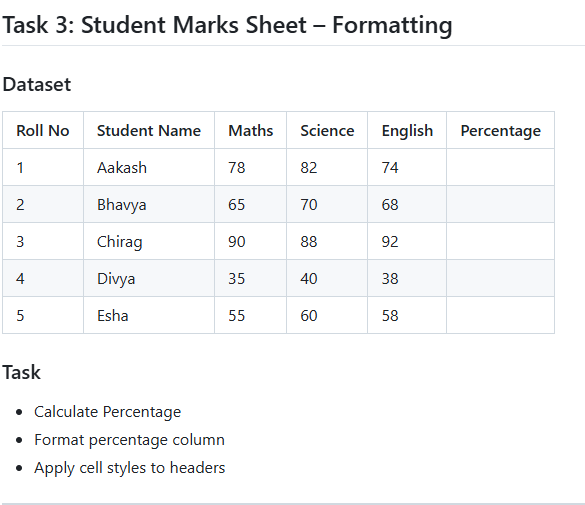 Task 3: Student Marks Sheet – Formatting
Dataset
Roll No Student Name Maths Science English Percentage
1 Aakash 78 82 74
2 Bhavya 65 70 68
3 Chirag 90 88 92
4 Divya 35 40 38
5 Esha 55 60 58
Task
• Calculate Percentage
• Format percentage column
• Apply cell styles to headers